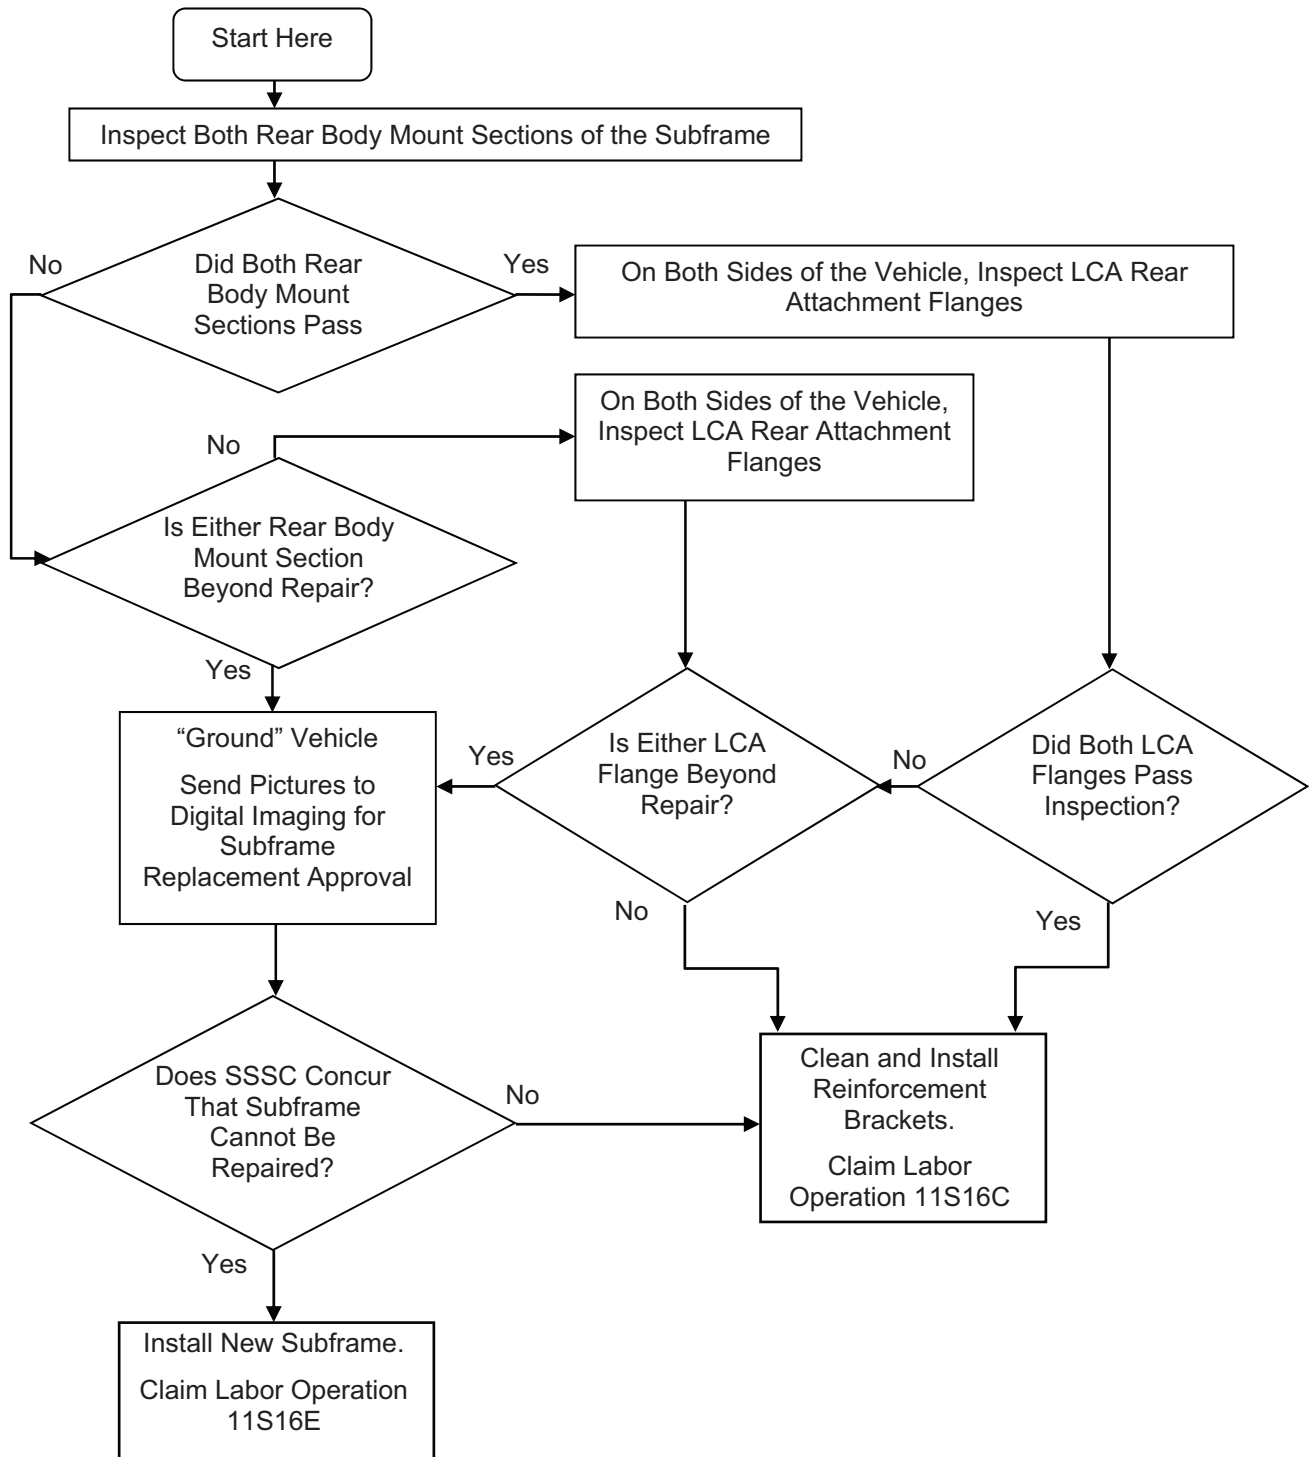 Start Here
Inspect Both Rear Body Mount Sections of the Subframe
No
Did Both Rear
Body Mount
Sections Pass
Yes
On Both Sides of the Vehicle, Inspect LCA Rear
Attachment Flanges
On Both Sides of the Vehicle,
Inspect LCA Rear Attachment
Flanges
No
Is Either Rear Body
Mount Section
Beyond Repair?
Yes
“Ground” Vehicle
Send Pictures to
Digital Imaging for
Subframe
Replacement Approval
Yes
Is Either LCA
Flange Beyond
Repair?
No
Did Both LCA
Flanges Pass
Inspection?
No
Yes
Does SSSC Concur
That Subframe
Cannot Be
Repaired?
No
Clean and Install
Reinforcement
Brackets.
Claim Labor
Operation 11S16C
Yes
Install New Subframe.
Claim Labor Operation
11S16E